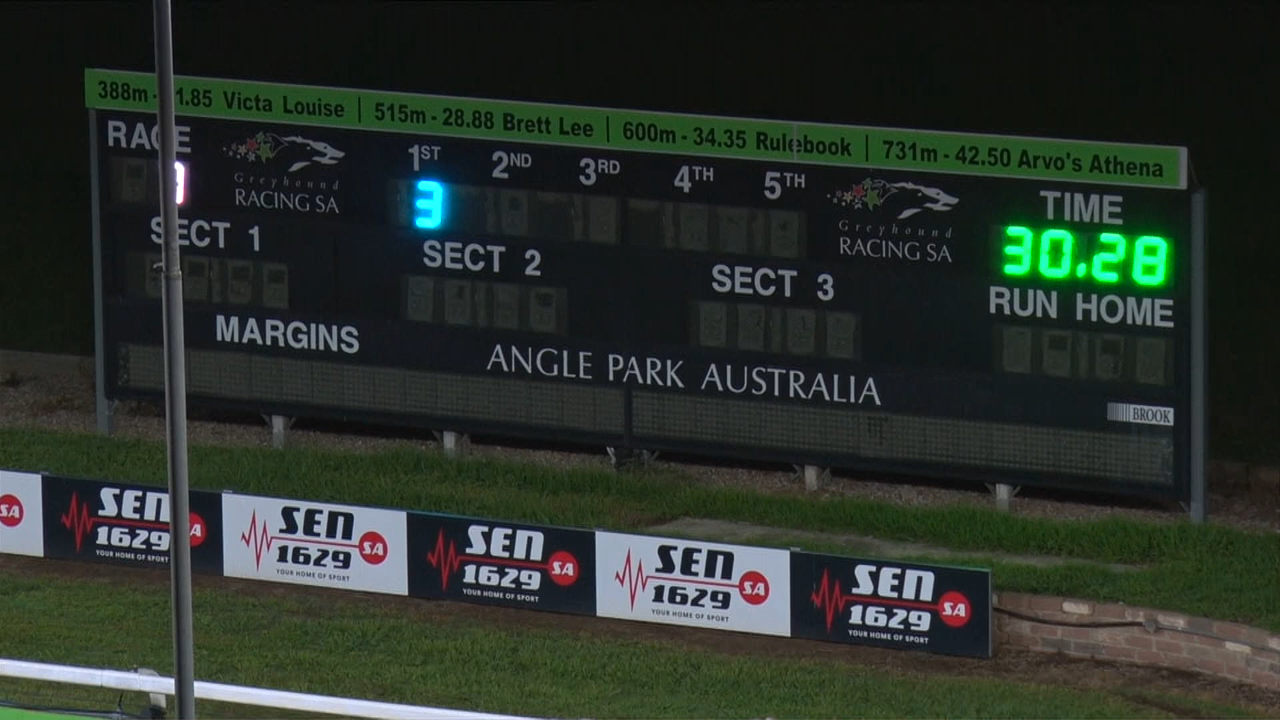 388m - 1.85 Victa Louise | 515m - 28.88 Brett Lee | 600m - 34.35 Rulebook | 731m - 42.50 Arvo's Athena
RACE
Greyhound
RACING SA
1ST 2ND 3RD 4TH 5TH
3
Greyhound
RACING SA
TIME
30.28
SECT 1
SECT 2
SECT 3
RUN HOME
MARGINS
ANGLE PARK AUSTRALIA
BROOK
SA
SEN
1629
YOUR HOME OF SPORT
SEN
1629
SA
YOUR HOME OF SPORT
SEN
1629
SA
YOUR HOME OF SPORT
SEN
1629
SA
YOUR HOME OF SPORT
SEN
1629
SA
YOUR HOME OF SPORT